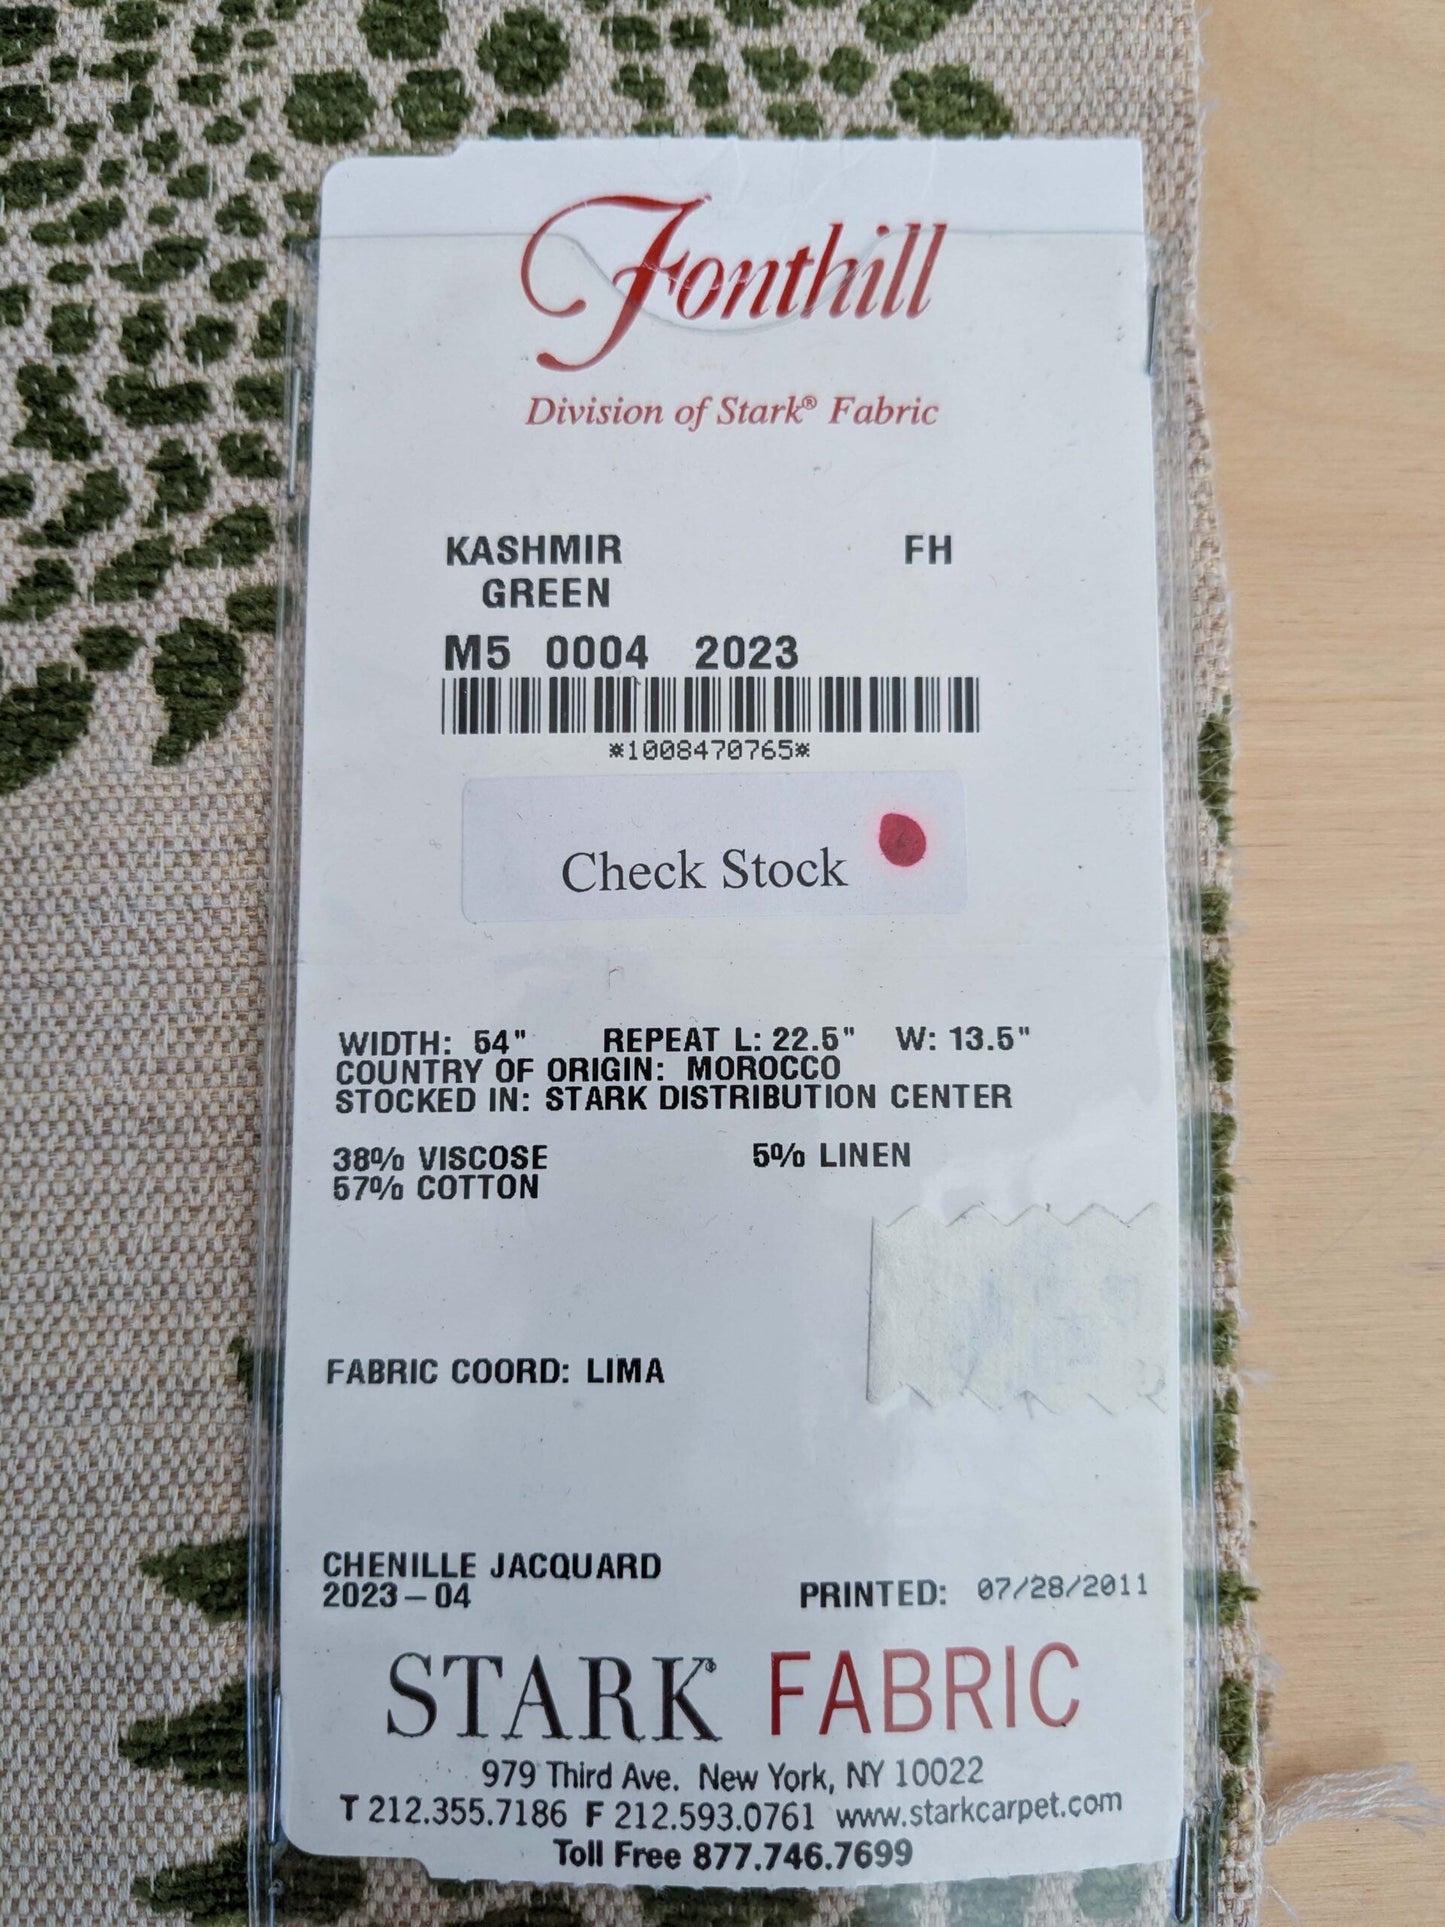 Fonthill
Division of Stark® Fabric
KASHMIR FH
GREEN
M5 0004 2023
*1008470765*
Check Stock
WIDTH: 54" REPEAT L: 22.5" W: 13.5"
COUNTRY OF ORIGIN: MOROCCO
STOCKED IN: STARK DISTRIBUTION CENTER
38% VISCOSE 5% LINEN
57% COTTON
FABRIC COORD: LIMA
CHENILLE JACQUARD
2023-04 PRINTED: 07/28/2011
STARK® FABRIC
979 Third Ave. New York, NY 10022
T 212.355.7186 F 212.593.0761 www.starkcarpet.com
Toll Free 877.746.7699